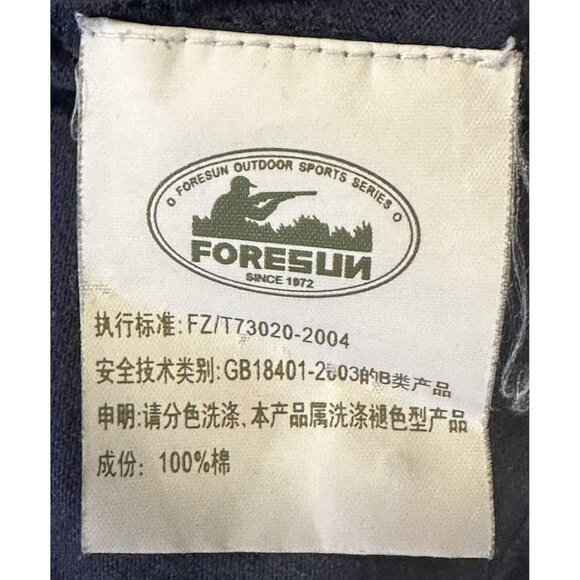 FORESUN OUTDOOR SPORTS SERIES
FORESUN
SINCE 1972
执行标准: FZ/T73020-2004
安全技术类别:GB18401-2003的B类产品
申明:请分色洗涤、本产品属洗涤褪色型产品
成份: 100%棉